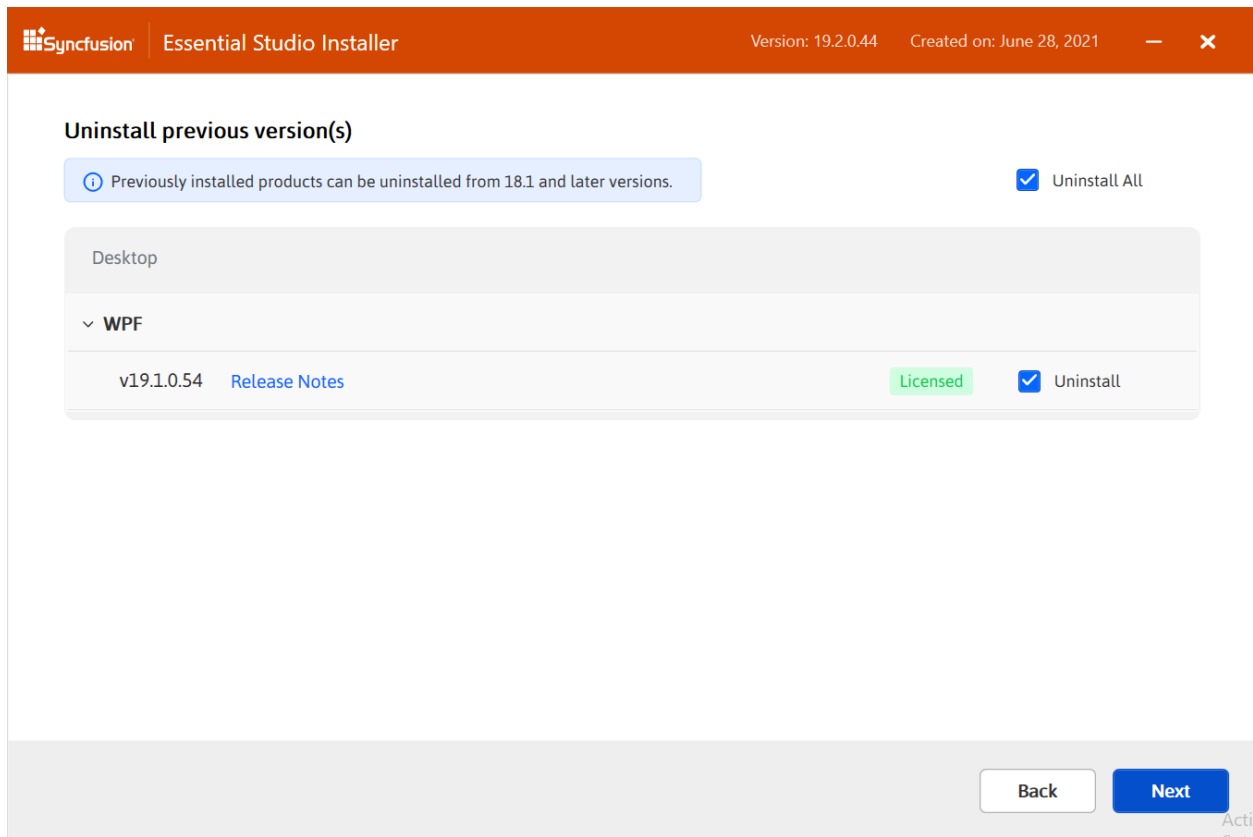 Syncfusion Essential Studio Installer Version: 19.2.0.44 Created on: June 28, 2021
Uninstall previous version(s)
Previously installed products can be uninstalled from 18.1 and later versions. Uninstall All
Desktop
WPF
v19.1.0.54 Release Notes Licensed Uninstall
Back Next
Acti